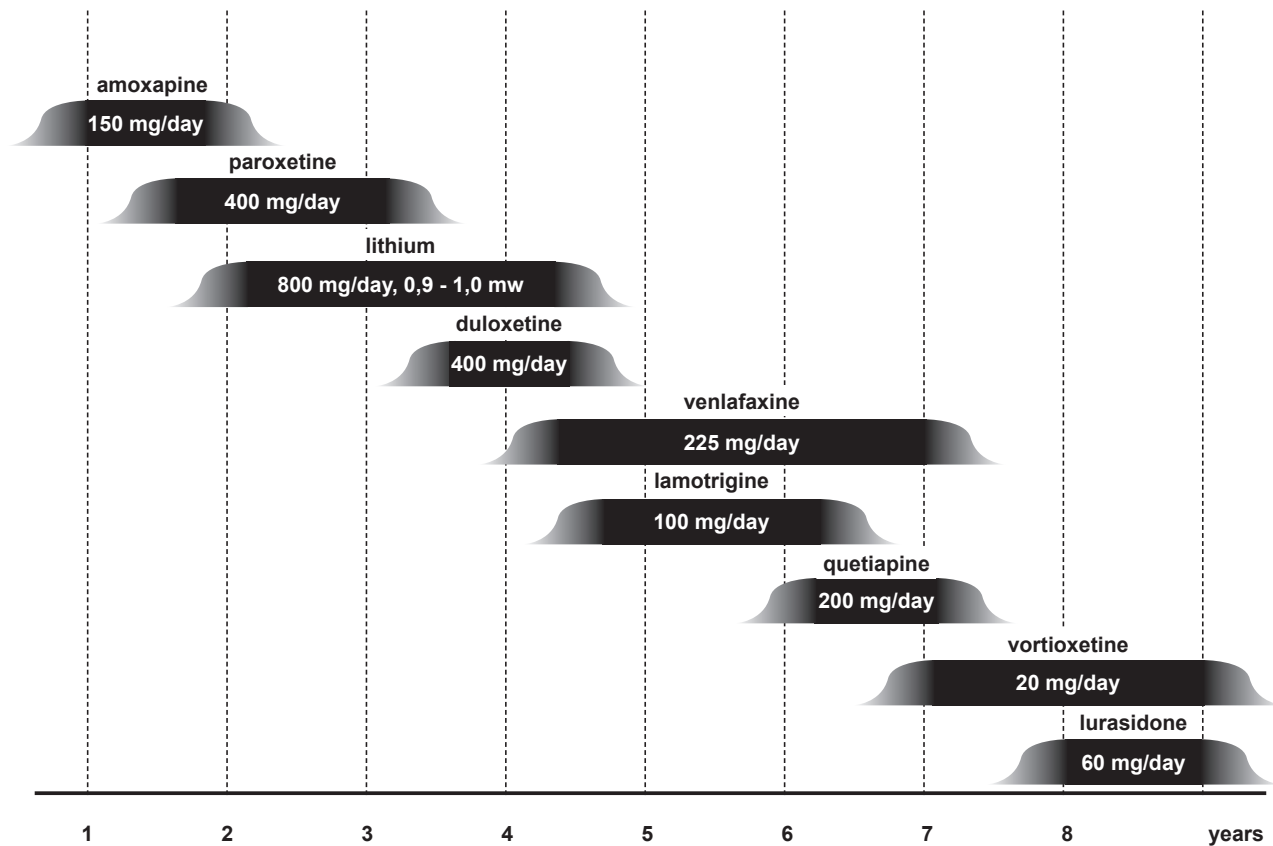 amoxapine
150 mg/day
paroxetine
400 mg/day
lithium
800 mg/day, 0,9 - 1,0 mw
duloxetine
400 mg/day
venlafaxine
225 mg/day
lamotrigine
100 mg/day
quetiapine
200 mg/day
vortioxetine
20 mg/day
lurasidone
60 mg/day
1 2 3 4 5 6 7 8 years